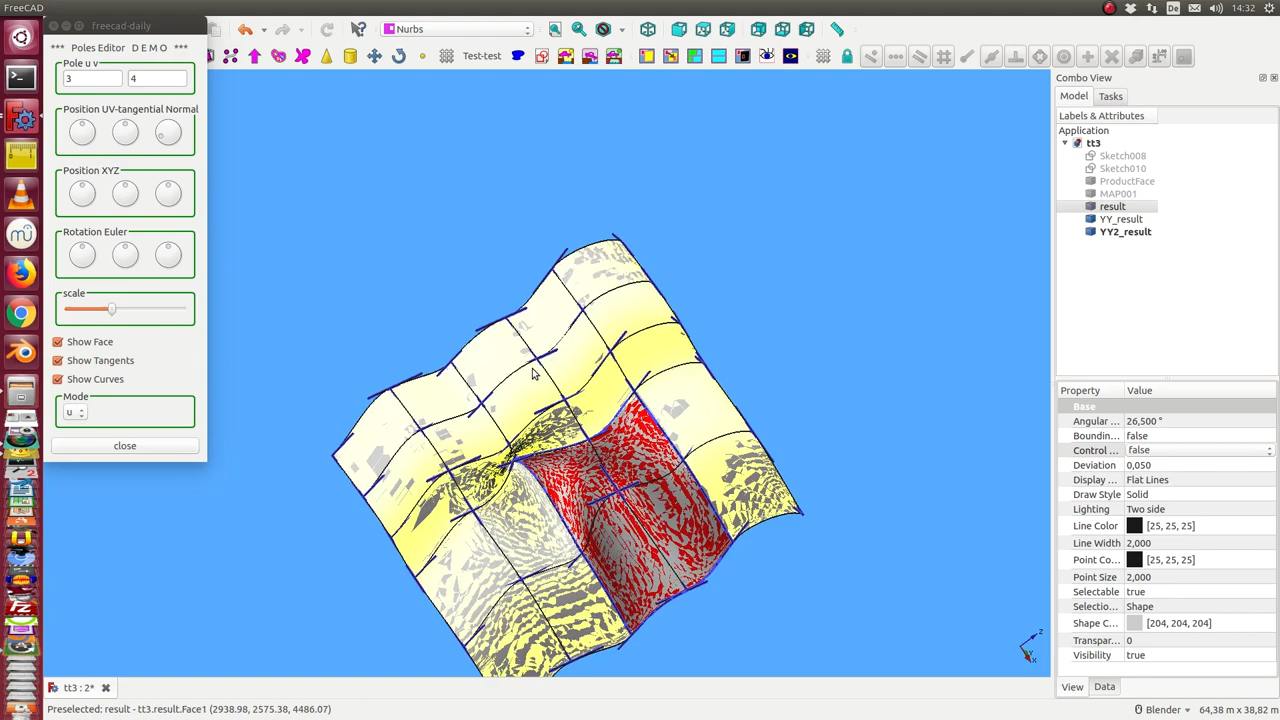 FreeCAD
De
14:32
freecad-daily
Nurbs
Test-test
*** Poles Editor D E M O ***
Pole u v
3
4
Position UV-tangential Normal
Position XYZ
Rotation Euler
scale
Show Face
Show Tangents
Show Curves
Mode
u
close
Combo View
Model
Tasks
Labels & Attributes
Application
tt3
Sketch008
Sketch010
ProductFace
MAP001
result
YY_result
YY2_result
Property
Value
Base
Angular ...
26,500 °
Boundin...
false
Control ...
false
Deviation
0,050
Display ...
Flat Lines
Draw Style
Solid
Lighting
Two side
Line Color
[25, 25, 25]
Line Width
2,000
Point Co...
[25, 25, 25]
Point Size
2,000
Selectable
true
Selectio...
Shape
Shape C...
[204, 204, 204]
Transpar...
0
Visibility
true
View
Data
z
x
tt3 : 2*
Preselected: result - tt3.result.Face1 (2938.98, 2575.38, 4486.07)
Blender
64,38 m x 38,82 m